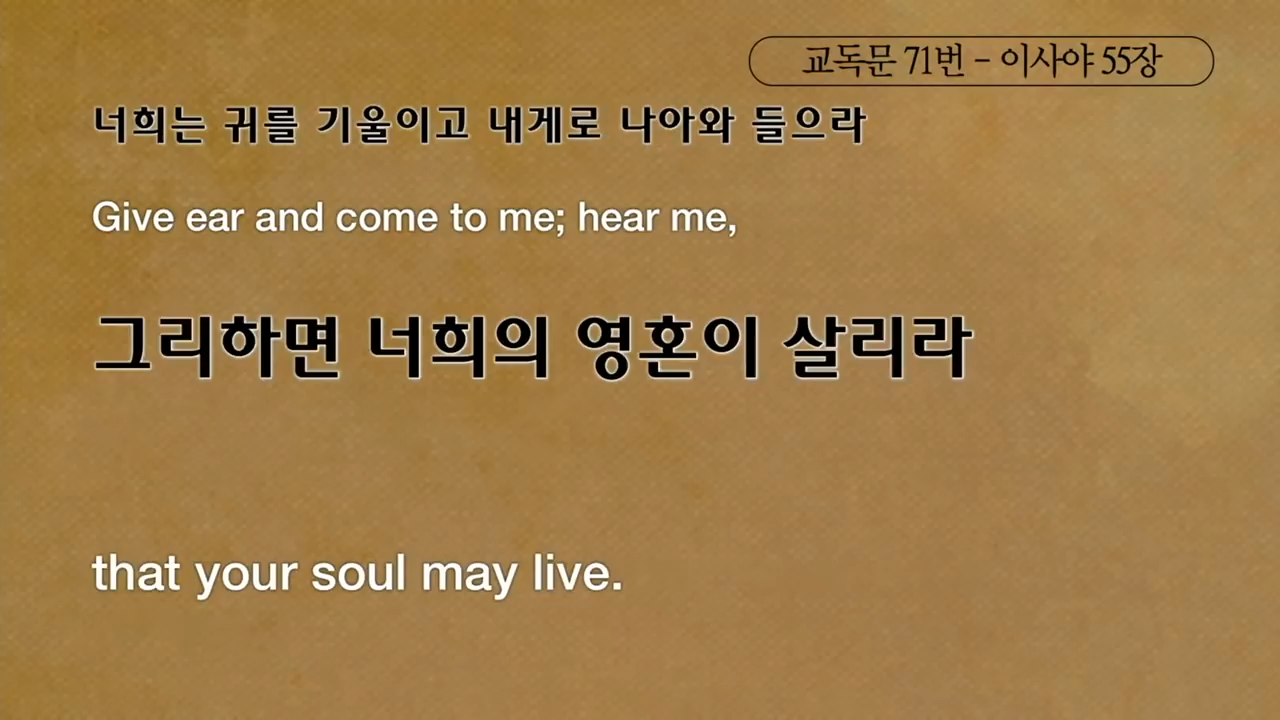 교독문 71번 - 이사야 55장
너희는 귀를 기울이고 내게로 나아와 들으라
Give ear and come to me; hear me,
그리하면 너희의 영혼이 살리라
that your soul may live.